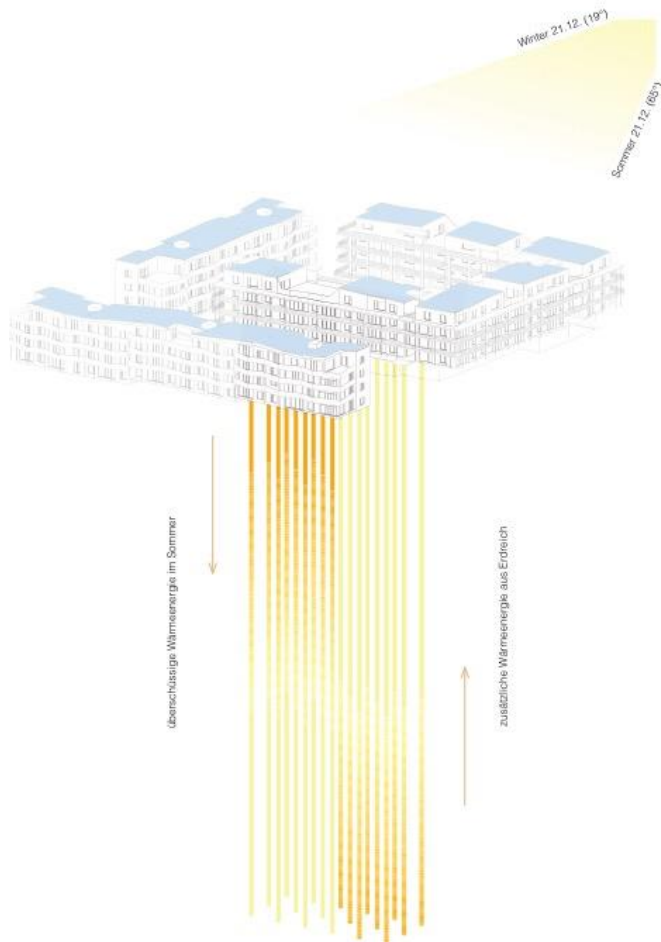 Winter 21.12. (19°)
Sommer 21.12. (65°)
überschüssige Wärmeenergie im Sommer
zusätzliche Wärmeenergie aus Erdreich